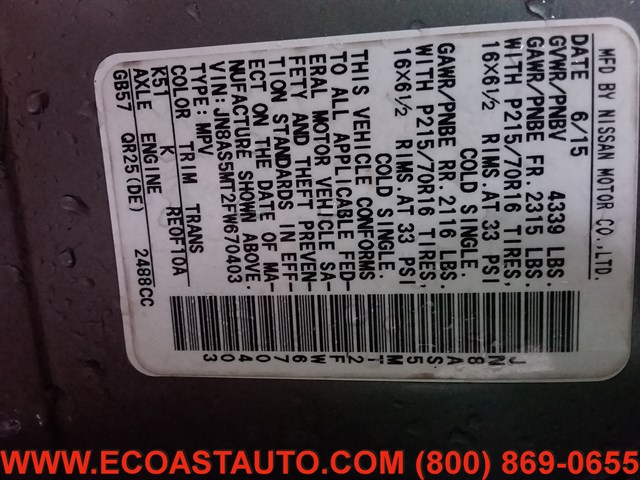 MFD BY NISSAN MOTOR CO.,LTD.
DATE 6/15
GVWR/PNBV 4339 LBS.
GAWR/PNBE FR. 2315 LBS.
WITH P215/70R16 TIRES,
16X6½ RIMS.AT 33 PSI
COLD SINGLE.
GAWR/PNBE RR. 2116 LBS.
WITH P215/70R16 TIRES,
16X6½ RIMS.AT 33 PSI
COLD SINGLE.
THIS VEHICLE CONFORMS
TO ALL APPLICABLE FED-
ERAL MOTOR VEHICLE SA-
FETY AND THEFT PREVEN-
TION STANDARDS IN EFF-
ECT ON THE DATE OF MA-
NUFACTURE SHOWN ABOVE.
VIN: JN8AS5MT2FW670403
TYPE: MPV
COLOR TRIM TRANS
K51 K RE0F10A
AXLE ENGINE
GB57 QR25(DE) 2488CC
JN8AS5MT2FW670403
WWW.ECOASTAUTO.COM (800) 869-0655